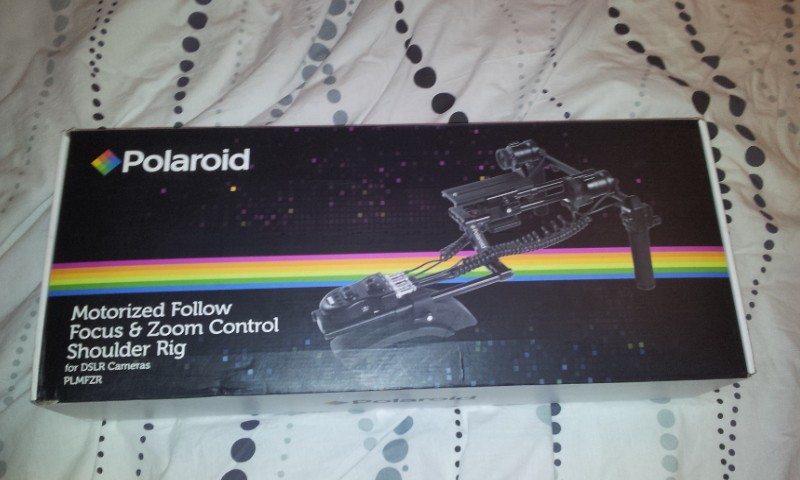 Polaroid
Motorized Follow
Focus & Zoom Control
Shoulder Rig
for DSLR Cameras
PLMFZR
Polaroid